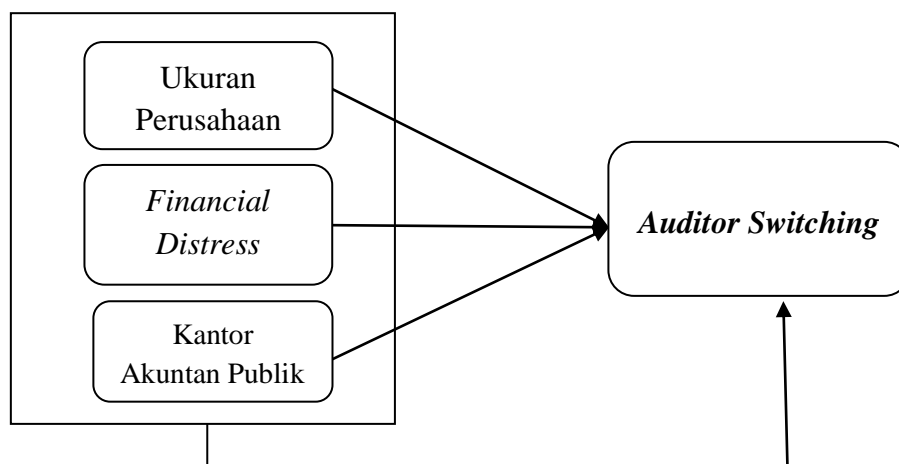 Ukuran
Perusahaan
Financial
Distress
Kantor
Akuntan Publik
Auditor Switching